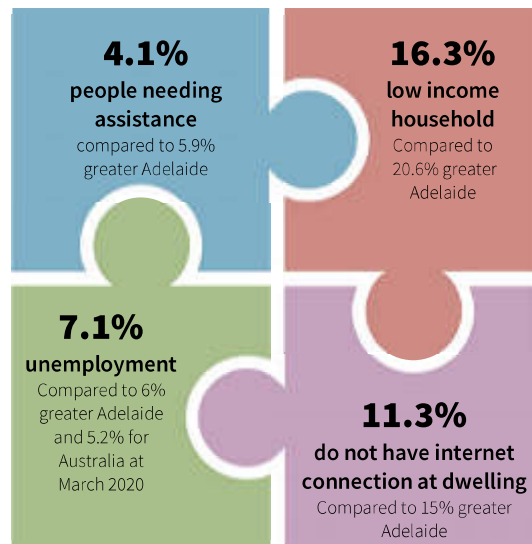 4.1%
people needing
assistance
compared to 5.9%
greater Adelaide
16.3%
low income
household
Compared to
20.6% greater
Adelaide
7.1%
unemployment
Compared to 6%
greater Adelaide
and 5.2% for
Australia at
March 2020
11.3%
do not have internet
connection at dwelling
Compared to 15% greater
Adelaide